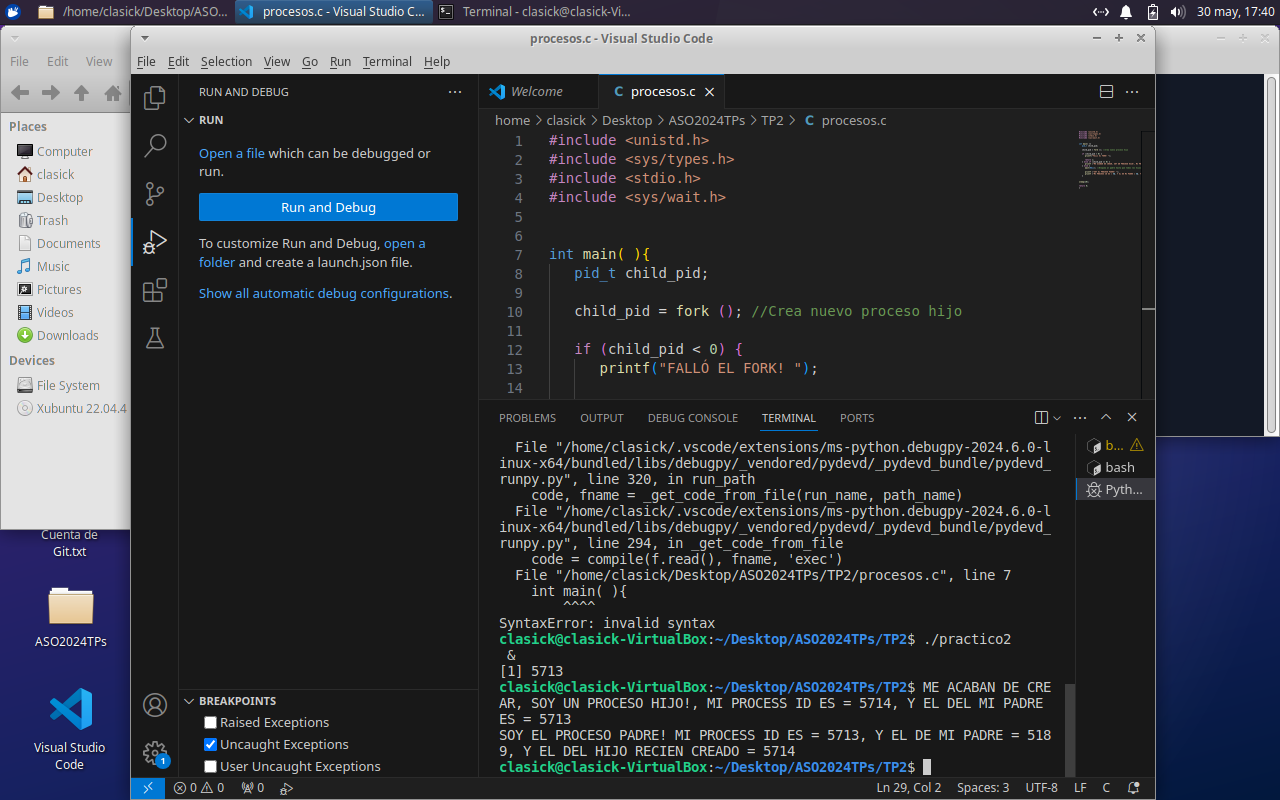 /home/clasick/Desktop/ASO...
procesos.c - Visual Studio C...
Terminal - clasick@clasick-Vi...
30 may, 17:40
procesos.c - Visual Studio Code
File Edit View
File Edit Selection View Go Run Terminal Help
Places
Computer
clasick
Desktop
Trash
Documents
Music
Pictures
Videos
Downloads
Devices
File System
Xubuntu 22.04.4
Cuenta de
Git.txt
ASO2024TPs
Visual Studio
Code
RUN AND DEBUG
RUN
Open a file which can be debugged or
run.
Run and Debug
To customize Run and Debug, open a
folder and create a launch.json file.
Show all automatic debug configurations.
BREAKPOINTS
Raised Exceptions
Uncaught Exceptions
User Uncaught Exceptions
1
Welcome
C procesos.c
home > clasick > Desktop > ASO2024TPs > TP2 > C procesos.c
1 #include <unistd.h>
2 #include <sys/types.h>
3 #include <stdio.h>
4 #include <sys/wait.h>
5
6
7 int main( ){
8 pid_t child_pid;
9
10 child_pid = fork (); //Crea nuevo proceso hijo
11
12 if (child_pid < 0) {
13 printf("FALLÓ EL FORK! ");
14
PROBLEMS OUTPUT DEBUG CONSOLE TERMINAL PORTS
File "/home/clasick/.vscode/extensions/ms-python.debugpy-2024.6.0-l
inux-x64/bundled/libs/debugpy/_vendored/pydevd/_pydevd_bundle/pydevd_
runpy.py", line 320, in run_path
code, fname = _get_code_from_file(run_name, path_name)
File "/home/clasick/.vscode/extensions/ms-python.debugpy-2024.6.0-l
inux-x64/bundled/libs/debugpy/_vendored/pydevd/_pydevd_bundle/pydevd_
runpy.py", line 294, in _get_code_from_file
code = compile(f.read(), fname, 'exec')
File "/home/clasick/Desktop/ASO2024TPs/TP2/procesos.c", line 7
int main( ){
^^^^
SyntaxError: invalid syntax
clasick@clasick-VirtualBox:~/Desktop/ASO2024TPs/TP2$ ./practico2
&
[1] 5713
clasick@clasick-VirtualBox:~/Desktop/ASO2024TPs/TP2$ ME ACABAN DE CRE
AR, SOY UN PROCESO HIJO!, MI PROCESS ID ES = 5714, Y EL DEL MI PADRE
ES = 5713
SOY EL PROCESO PADRE! MI PROCESS ID ES = 5713, Y EL DE MI PADRE = 518
9, Y EL DEL HIJO RECIEN CREADO = 5714
clasick@clasick-VirtualBox:~/Desktop/ASO2024TPs/TP2$
b...
bash
Pyth...
0 0 0
Ln 29, Col 2 Spaces: 3 UTF-8 LF C